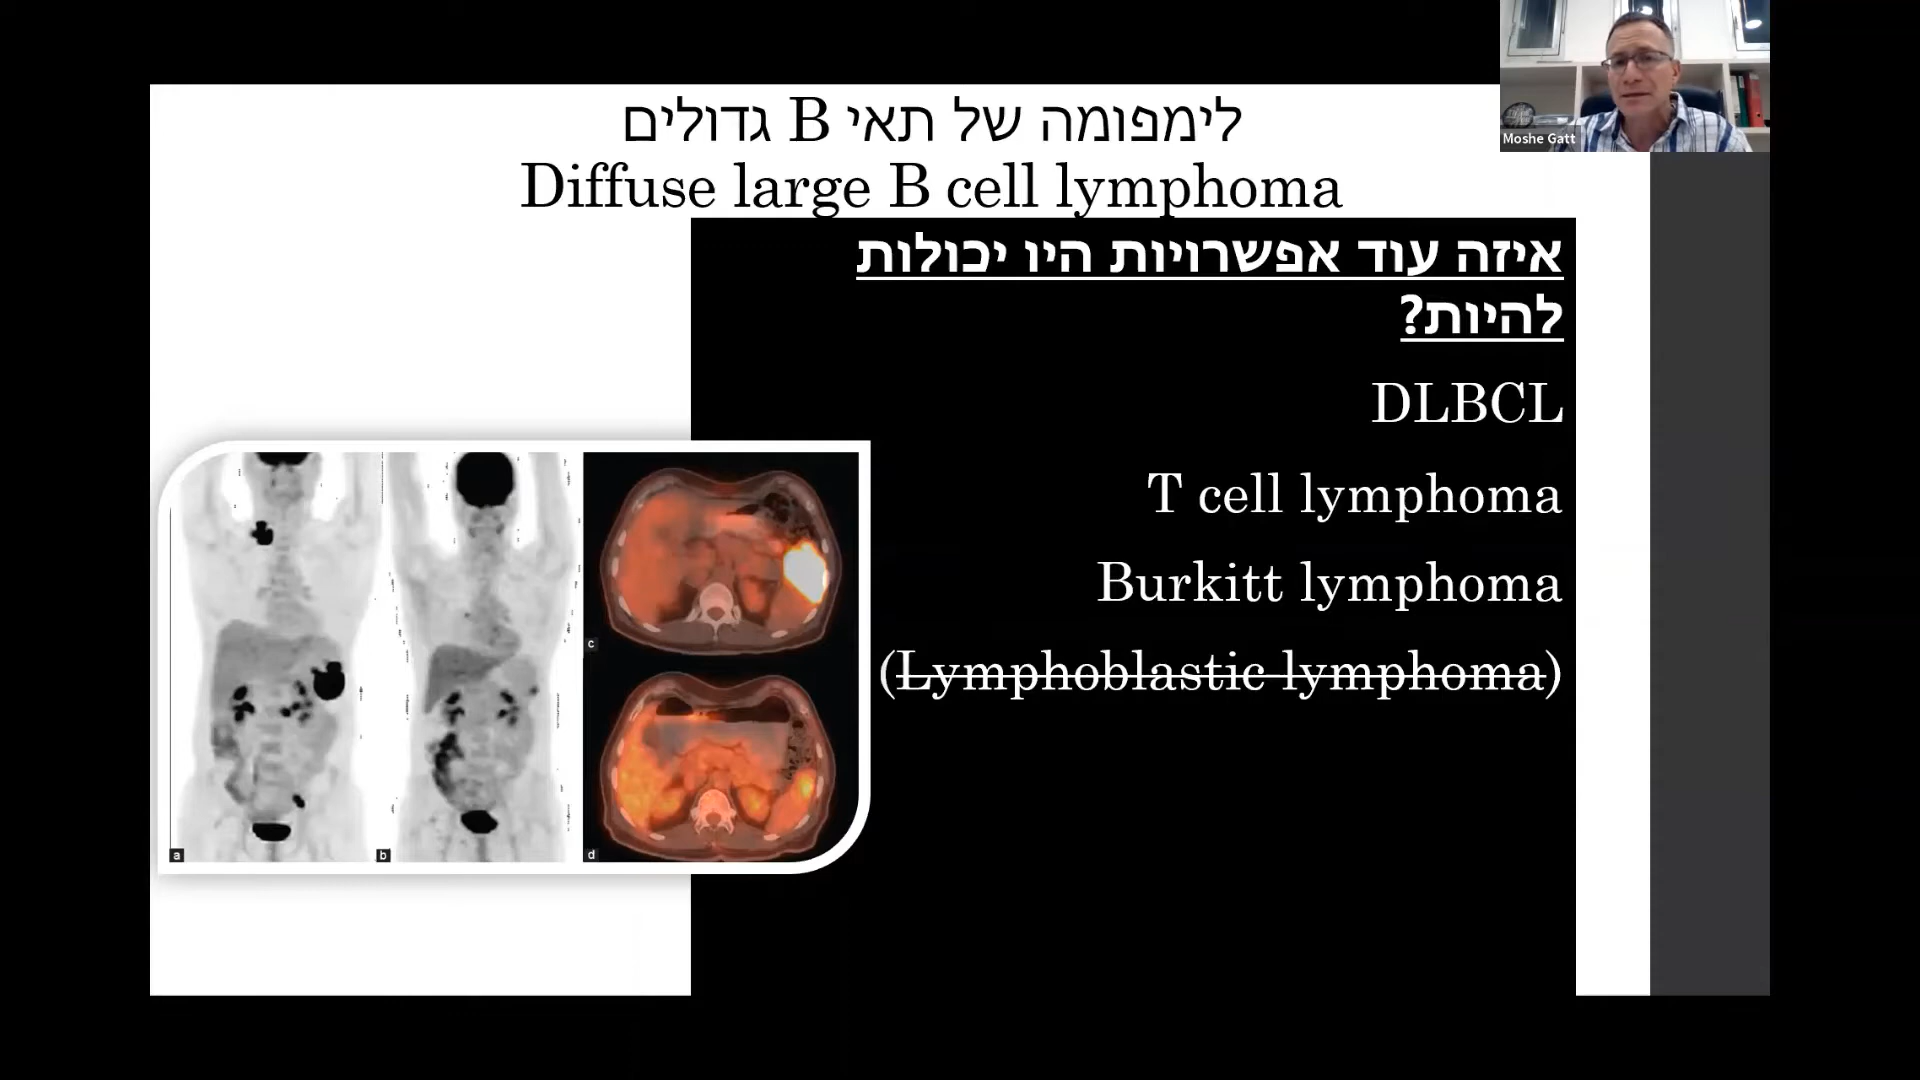 לימפומה של תאי B גדולים
Diffuse large B cell lymphoma
Moshe Gatt
איזה עוד אפשרויות היו יכולות
להיות?
DLBCL
T cell lymphoma
Burkitt lymphoma
(Lymphoblastic lymphoma)
a
b
c
d